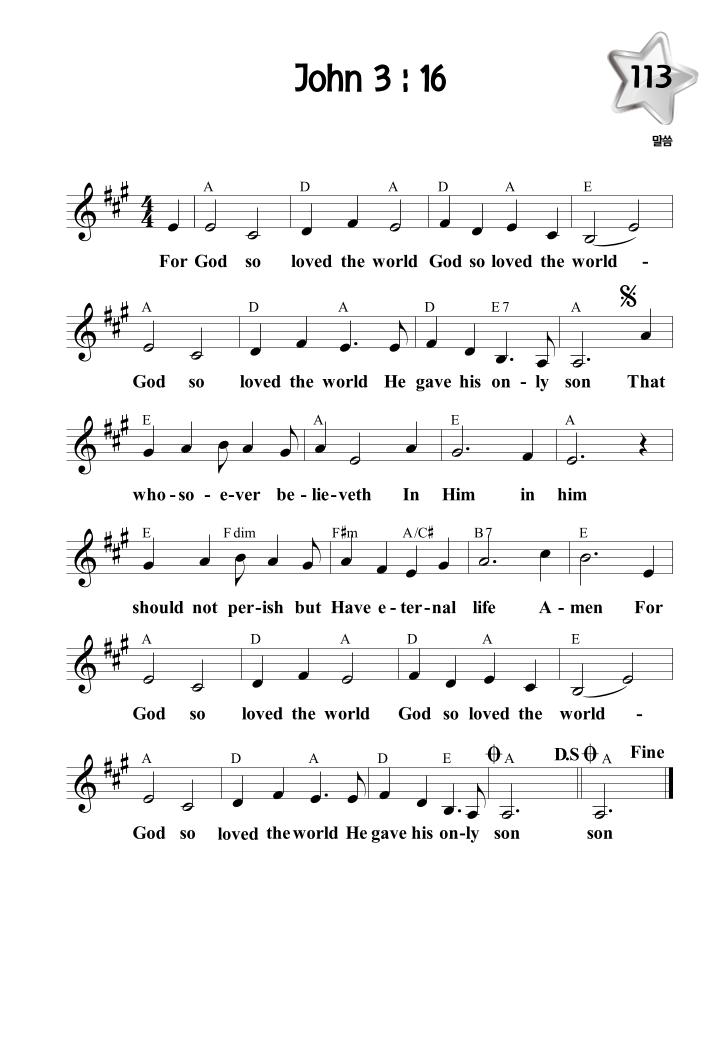 John 3 : 16
113
말씀
A D A D A E
For God so loved the world God so loved the world -
A D A D E7 A
God so loved the world He gave his on - ly son That
E A E A
who - so - e - ver be - lie - veth In Him in him
E F dim F#m A/C# B7 E
should not per - ish but Have e - ter - nal life A - men For
A D A D A E
God so loved the world God so loved the world -
A D A D E A D.S A Fine
God so loved the world He gave his on - ly son son